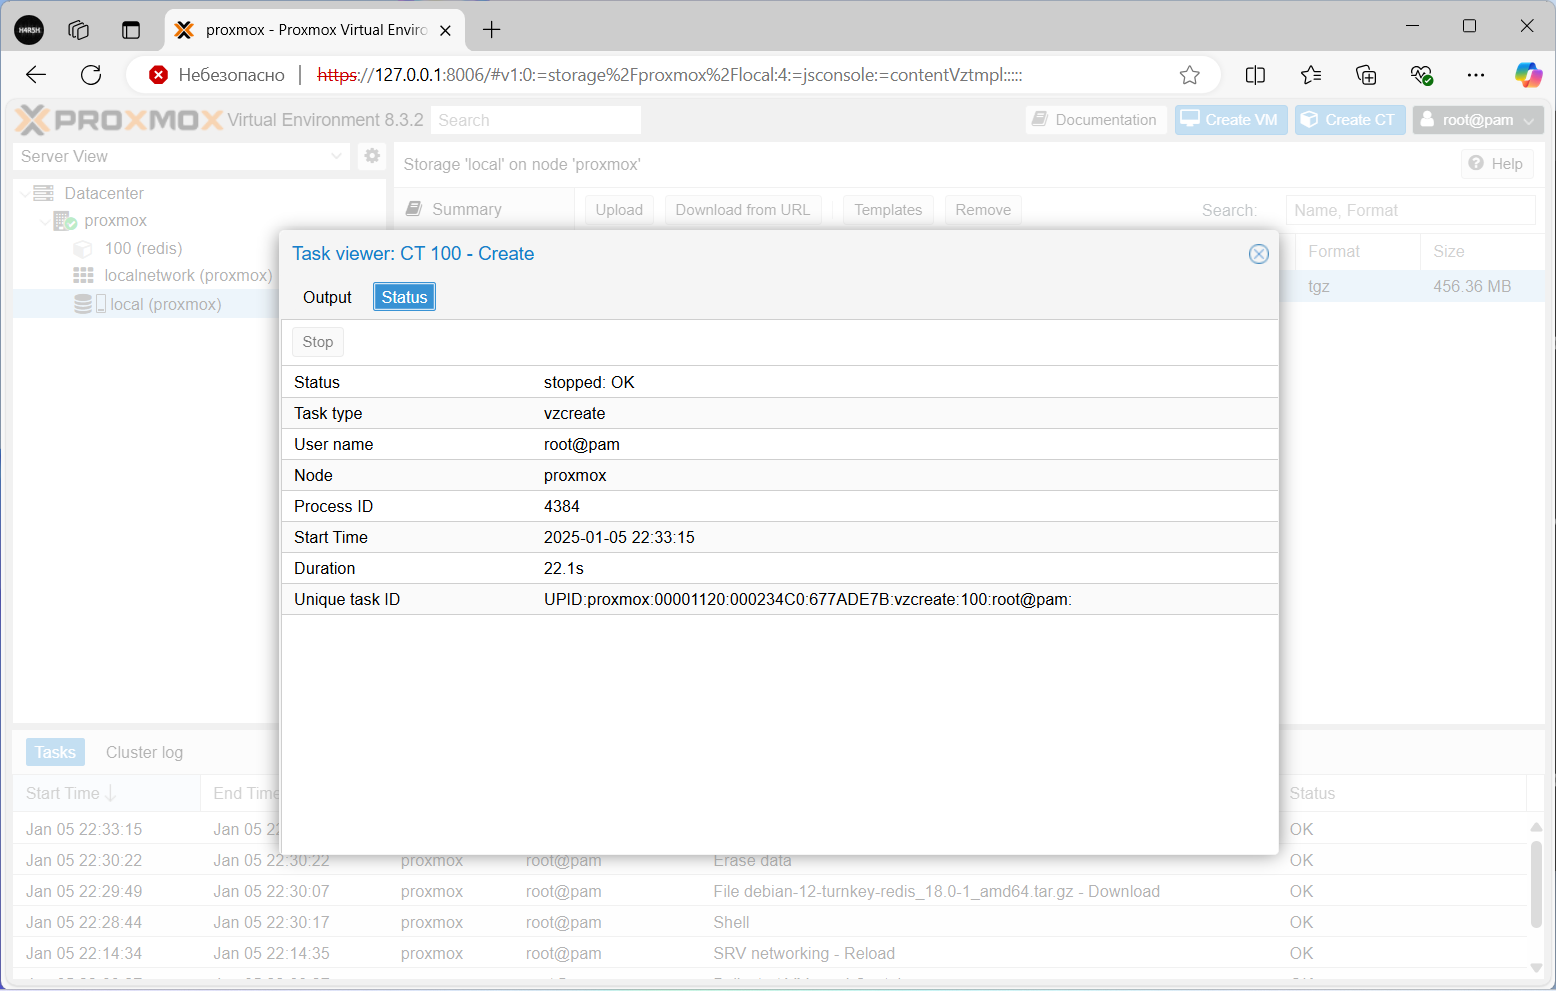 HARSH
proxmox - Proxmox Virtual Enviro
Небезопасно
https://127.0.0.1:8006/#v1:0:=storage%2Fproxmox%2Flocal:4:=jsconsole:=contentVztmpl:::::
PROXMOX Virtual Environment 8.3.2 Search Documentation Create VM Create CT root@pam
Server View
Storage 'local' on node 'proxmox' Help
Datacenter
proxmox
100 (redis)
localnetwork (proxmox)
local (proxmox)
Summary
Upload Download from URL Templates Remove Search: Name, Format
Format Size
tgz 456.36 MB
Task viewer: CT 100 - Create
Output Status
Stop
Status stopped: OK
Task type vzcreate
User name root@pam
Node proxmox
Process ID 4384
Start Time 2025-01-05 22:33:15
Duration 22.1s
Unique task ID UPID:proxmox:00001120:000234C0:677ADE7B:vzcreate:100:root@pam:
Tasks Cluster log
Start Time End Time Status
Jan 05 22:33:15 Jan 05 OK
Jan 05 22:30:22 Jan 05 22:30:22 proxmox root@pam Erase data OK
Jan 05 22:29:49 Jan 05 22:30:07 proxmox root@pam File debian-12-turnkey-redis_18.0-1_amd64.tar.gz - Download OK
Jan 05 22:28:44 Jan 05 22:30:17 proxmox root@pam Shell OK
Jan 05 22:14:34 Jan 05 22:14:35 proxmox root@pam SRV networking - Reload OK